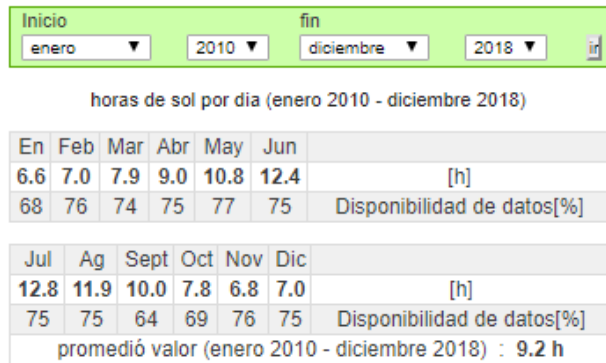 Inicio fin
enero 2010 diciembre 2018 ir
horas de sol por dia (enero 2010 - diciembre 2018)
En Feb Mar Abr May Jun
6.6 7.0 7.9 9.0 10.8 12.4 [h]
68 76 74 75 77 75 Disponibilidad de datos[%]
Jul Ag Sept Oct Nov Dic
12.8 11.9 10.0 7.8 6.8 7.0 [h]
75 75 64 69 76 75 Disponibilidad de datos[%]
promedió valor (enero 2010 - diciembre 2018) : 9.2 h